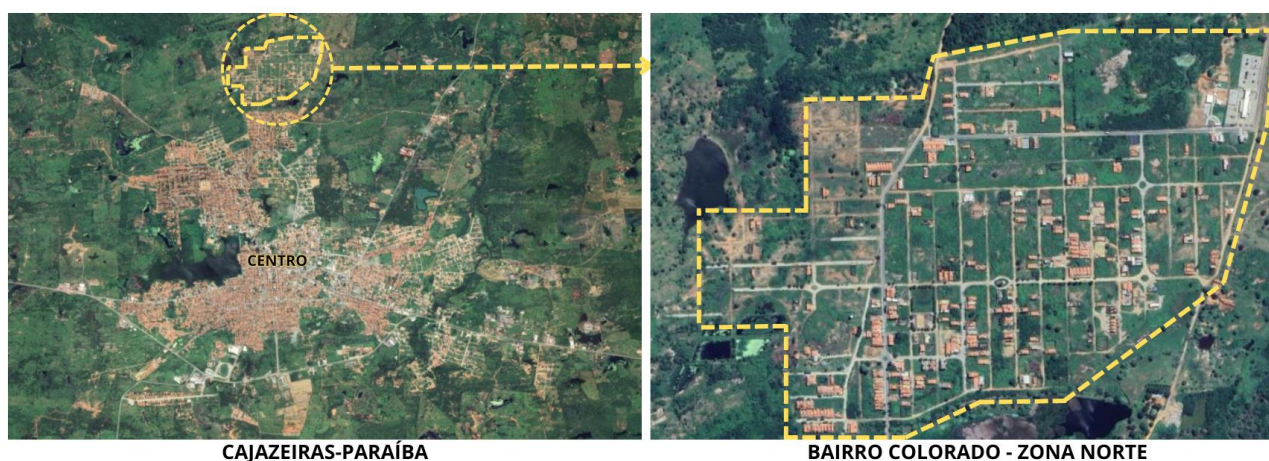 CENTRO
CAJAZEIRAS-PARAÍBA
BAIRRO COLORADO - ZONA NORTE